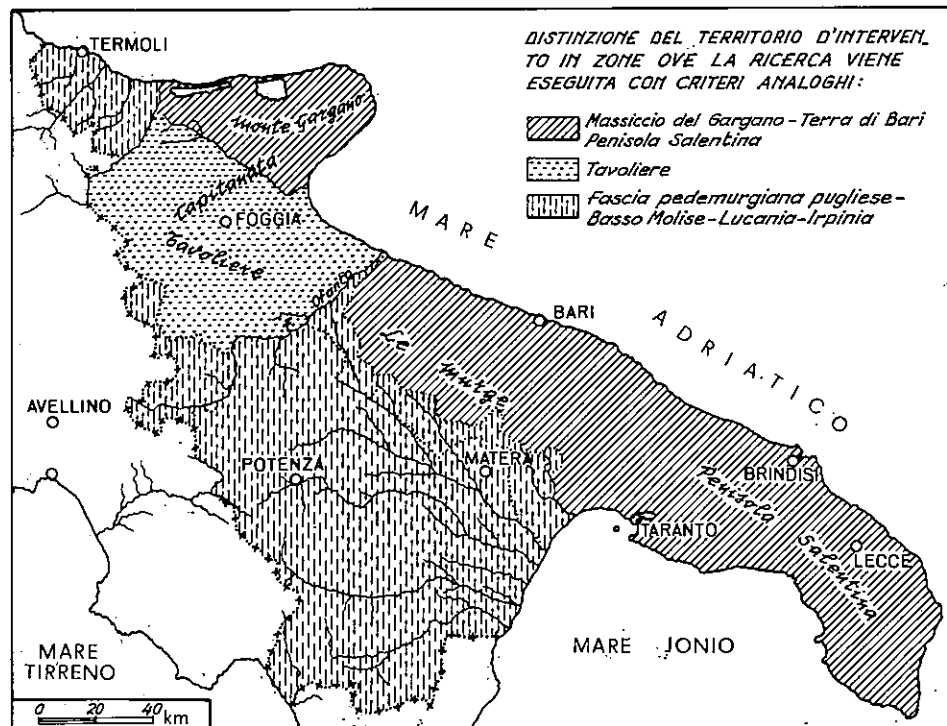 TERMOLI
DISTINZIONE DEL TERRITORIO D'INTERVEN_
TO IN ZONE OVE LA RICERCA VIENE
ESEGUITA CON CRITERI ANALOGHI:
Massiccio del Gargano-Terra di Bari
Penisola Salentina
Tavoliere
Fascia pedemurgiana pugliese-
Basso Molise-Lucania-Irpinia
monte Gargano
Capitanata
FOGGIA
Tavoliere
Ofanto
MARE
ADRIATICO
BARI
Le
murge
AVELLINO
POTENZA
MATERA
BRINDISI
Penisola
Salentina
TARANTO
LECCE
MARE
TIRRENO
MARE JONIO
0 20 40
km